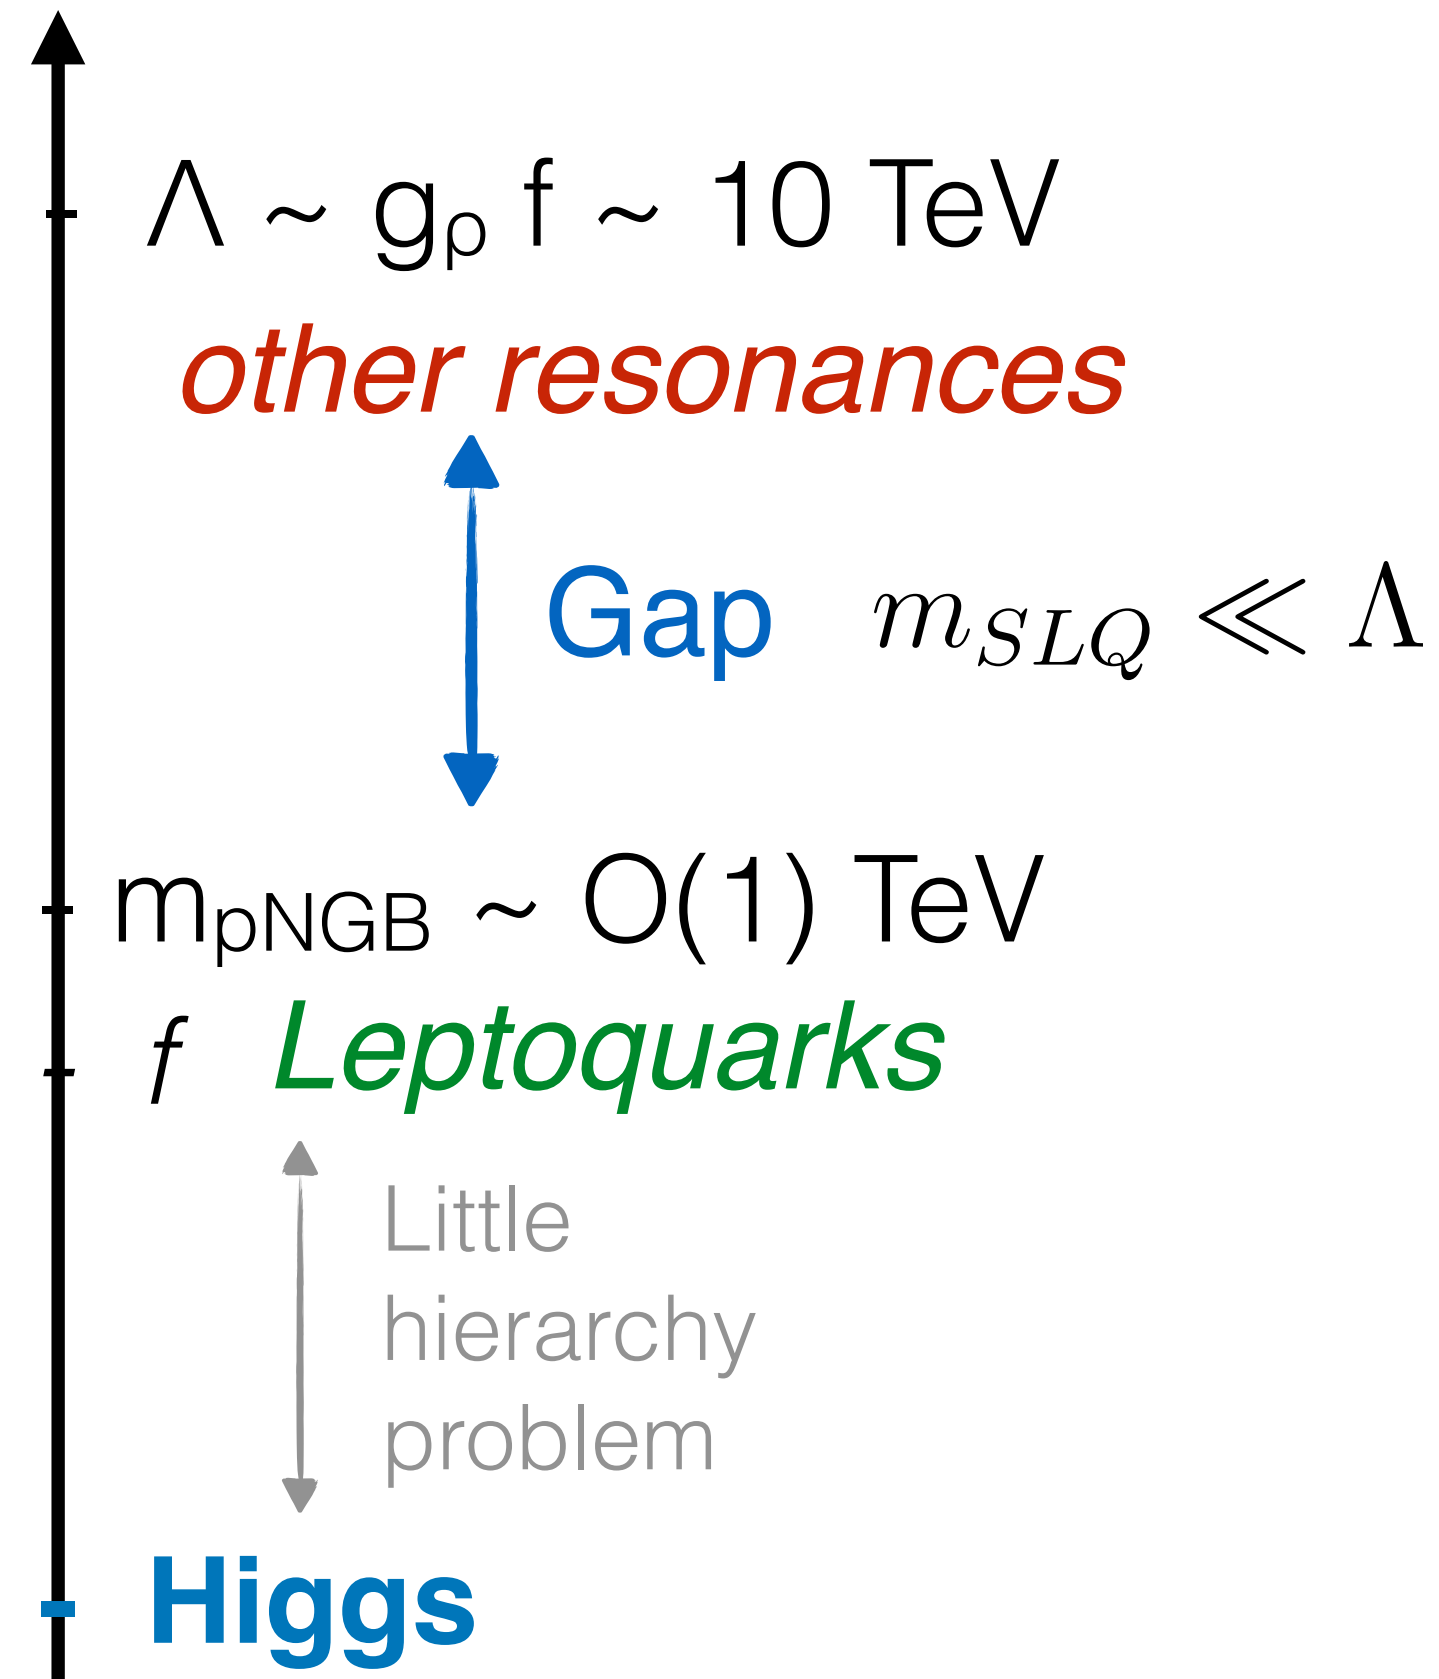 Λ ~ gρ f ~ 10 TeV
other resonances
Gap m_SLQ ≪ Λ
m_pNGB ~ O(1) TeV
f Leptoquarks
Little
hierarchy
problem
Higgs